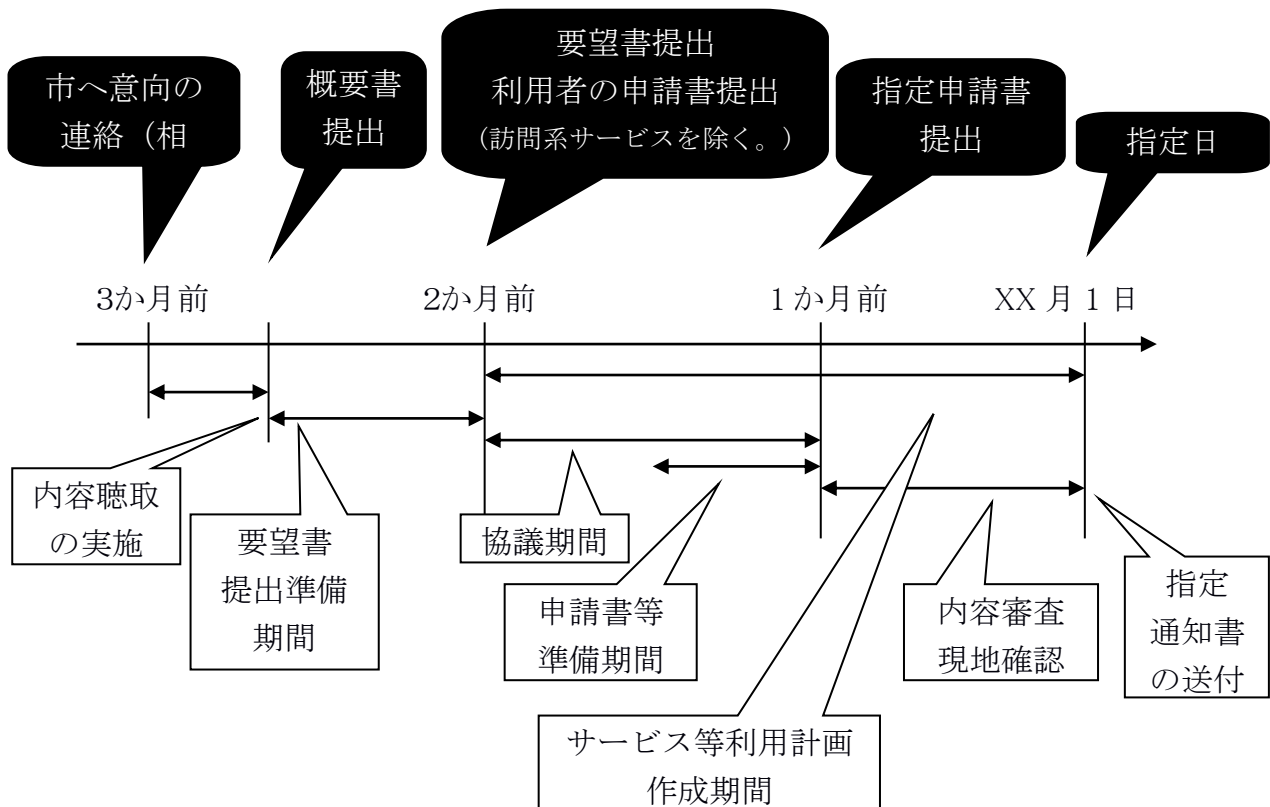 市へ意向の
連絡（相
概要書
提出
要望書提出
利用者の申請書提出
（訪問系サービスを除く。）
指定申請書
提出
指定日
3か月前
2か月前
１か月前
XX 月１日
内容聴取
の実施
要望書
提出準備
期間
協議期間
申請書等
準備期間
サービス等利用計画
作成期間
内容審査
現地確認
指定
通知書
の送付